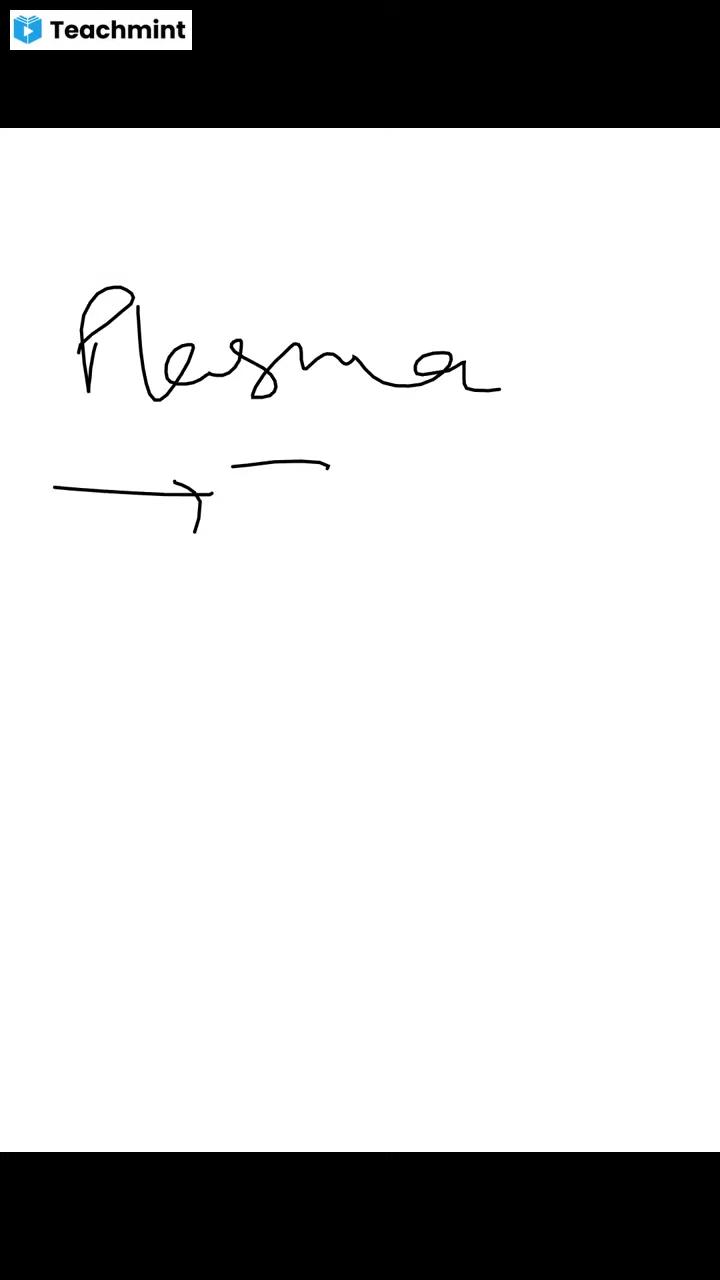 Teachmint
Plasma
→ —